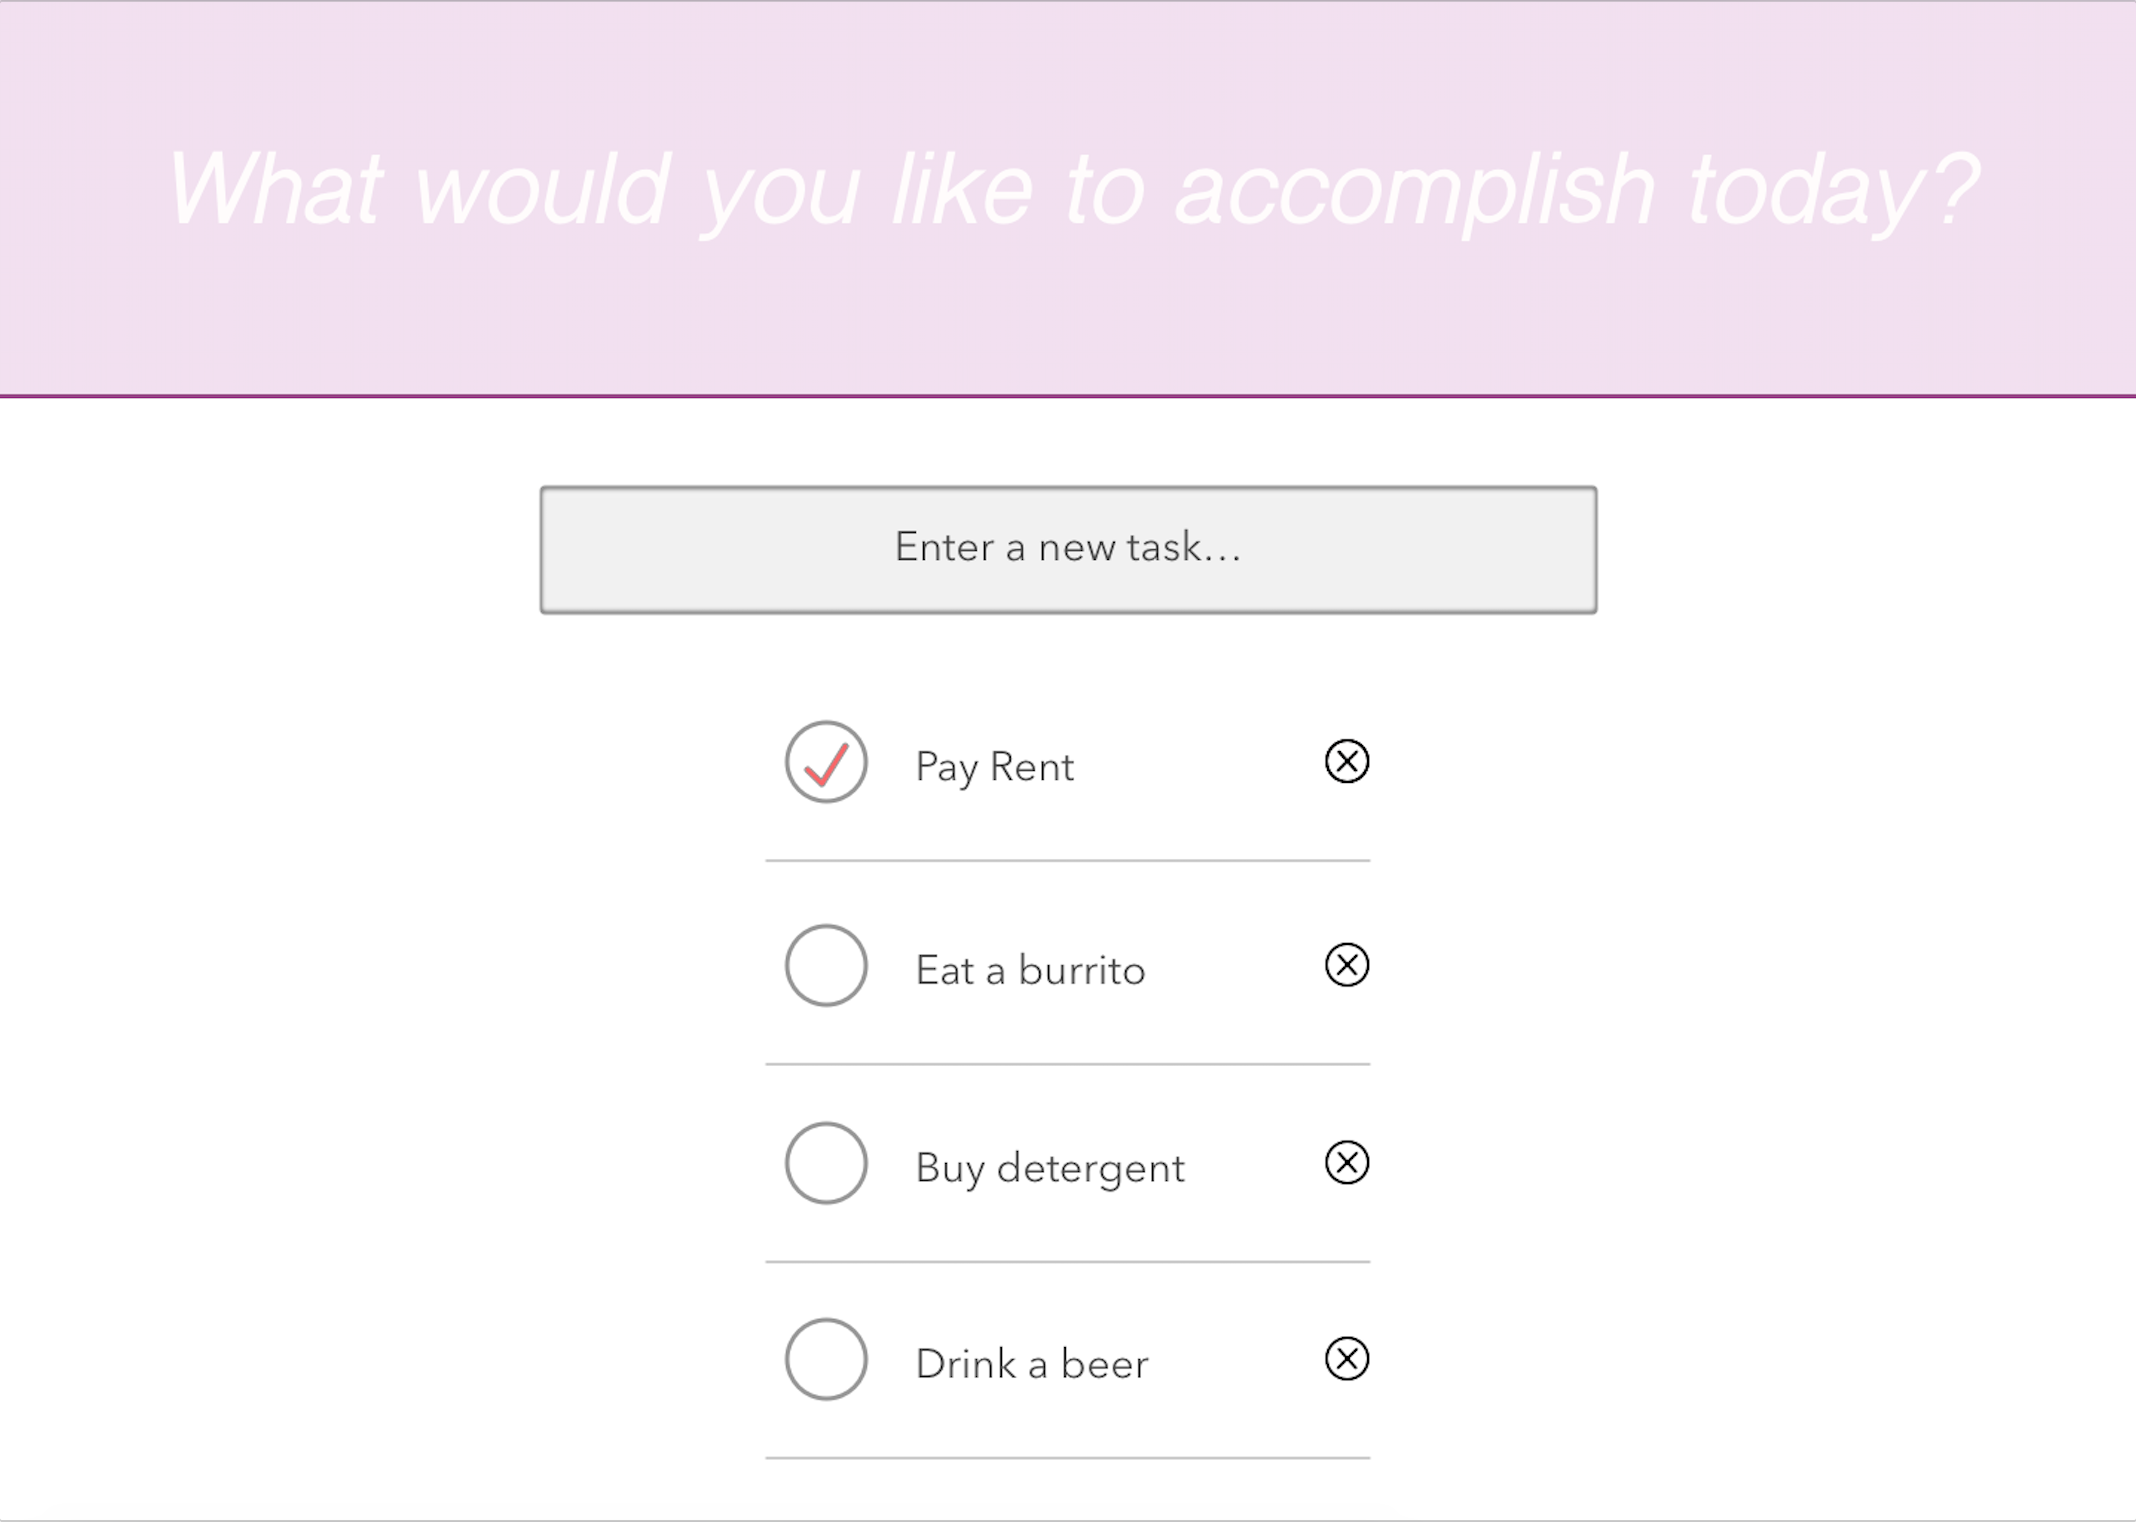 What would you like to accomplish today?
Enter a new task...
Pay Rent
Eat a burrito
Buy detergent
Drink a beer